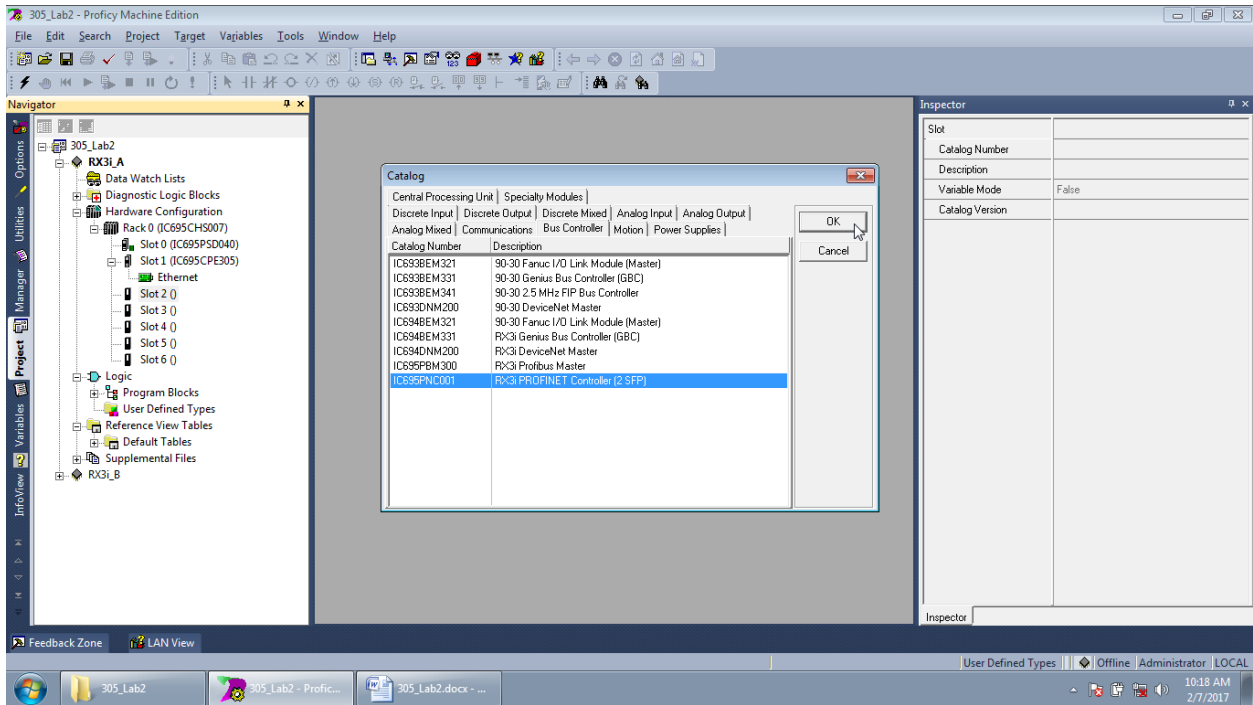 305_Lab2 - Proficy Machine Edition
File Edit Search Project Target Variables Tools Window Help
Navigator
Options
Utilities
Manager
Project
Variables
InfoView
305_Lab2
RX3i_A
Data Watch Lists
Diagnostic Logic Blocks
Hardware Configuration
Rack 0 (IC695CHS007)
Slot 0 (IC695PSD040)
Slot 1 (IC695CPE305)
Ethernet
Slot 2 ()
Slot 3 ()
Slot 4 ()
Slot 5 ()
Slot 6 ()
Logic
Program Blocks
User Defined Types
Reference View Tables
Default Tables
Supplemental Files
RX3i_B
Catalog
Central Processing Unit Specialty Modules
Discrete Input Discrete Output Discrete Mixed Analog Input Analog Output
Analog Mixed Communications Bus Controller Motion Power Supplies
Catalog Number Description
IC693BEM321 90-30 Fanuc I/O Link Module (Master)
IC693BEM331 90-30 Genius Bus Controller (GBC)
IC693BEM341 90-30 2.5 MHz FIP Bus Controller
IC693DNM200 90-30 DeviceNet Master
IC694BEM321 90-30 Fanuc I/O Link Module (Master)
IC694BEM331 RX3i Genius Bus Controller (GBC)
IC694DNM200 RX3i DeviceNet Master
IC695PBM300 RX3i Profibus Master
IC695PNC001 RX3i PROFINET Controller (2 SFP)
OK
Cancel
Inspector
Slot
Catalog Number
Description
Variable Mode False
Catalog Version
Inspector
Feedback Zone LAN View
User Defined Types Offline Administrator LOCAL
305_Lab2 305_Lab2 - Profic... 305_Lab2.docx - ...
10:18 AM
2/7/2017